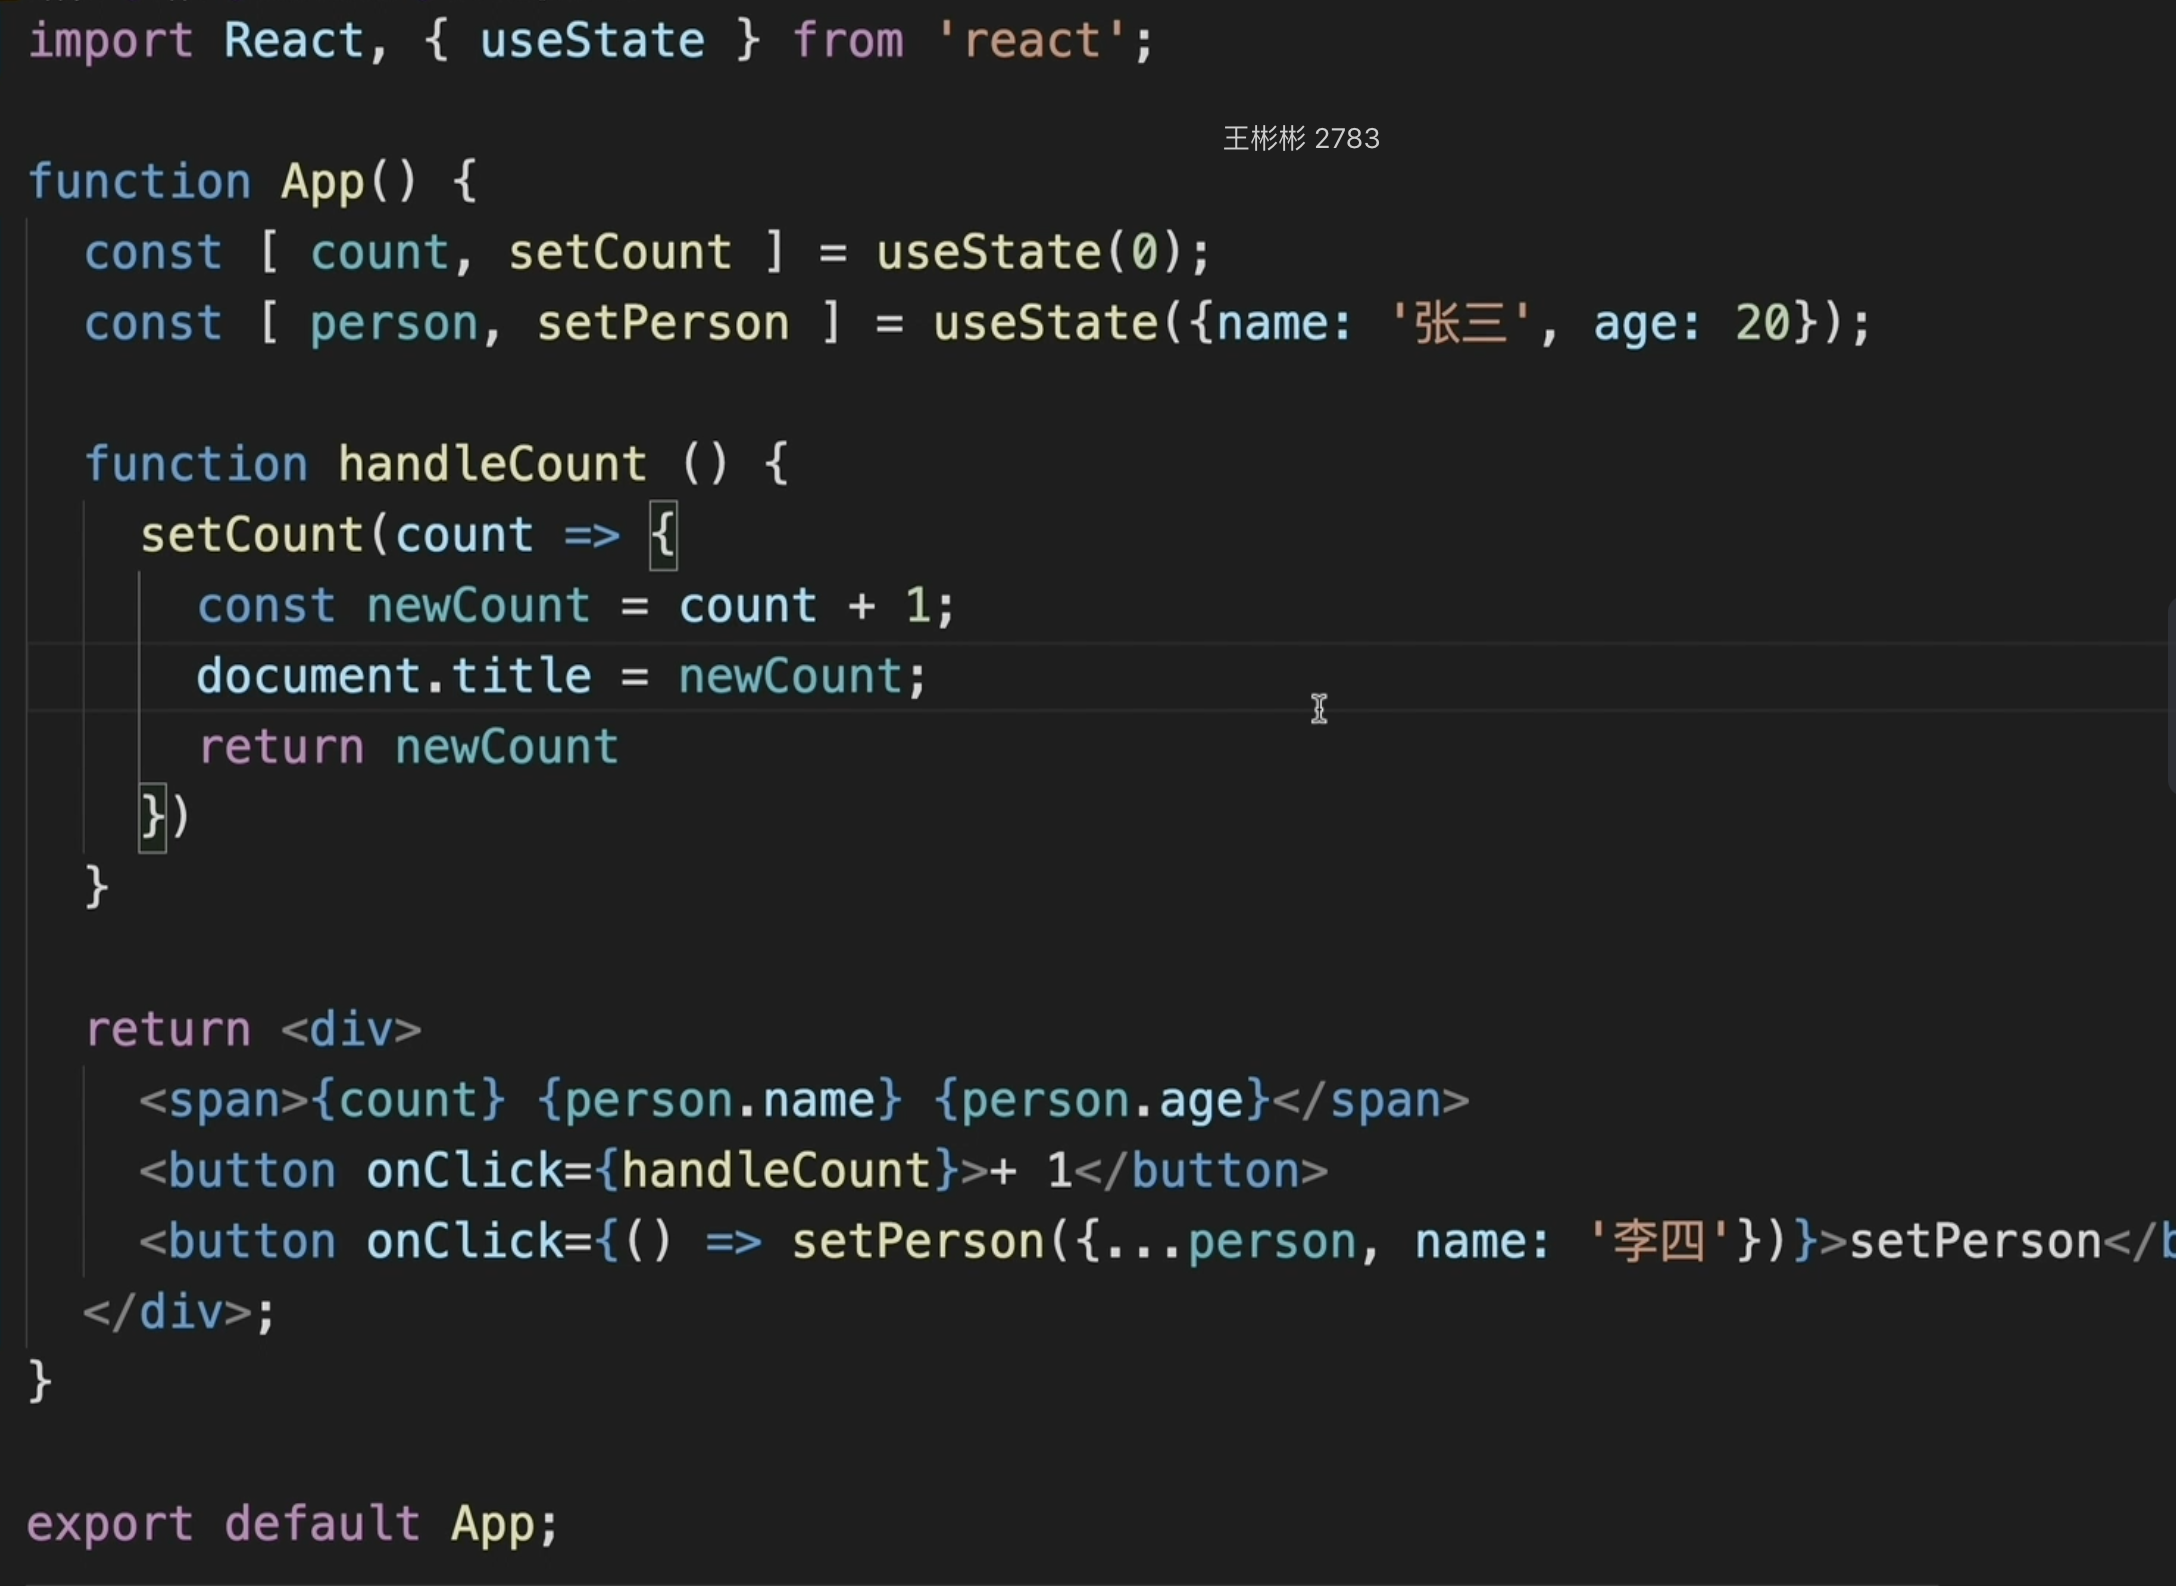 import React, { useState } from 'react';
王彬彬 2783
function App() {
  const [ count, setCount ] = useState(0);
  const [ person, setPerson ] = useState({name: '张三', age: 20});
  function handleCount () {
    setCount(count => {
      const newCount = count + 1;
      document.title = newCount;
      return newCount
    })
  }
  return <div>
    <span>{count} {person.name} {person.age}</span>
    <button onClick={handleCount}>+ 1</button>
    <button onClick={() => setPerson({...person, name: '李四'})}>setPerson</b
  </div>;
}
export default App;